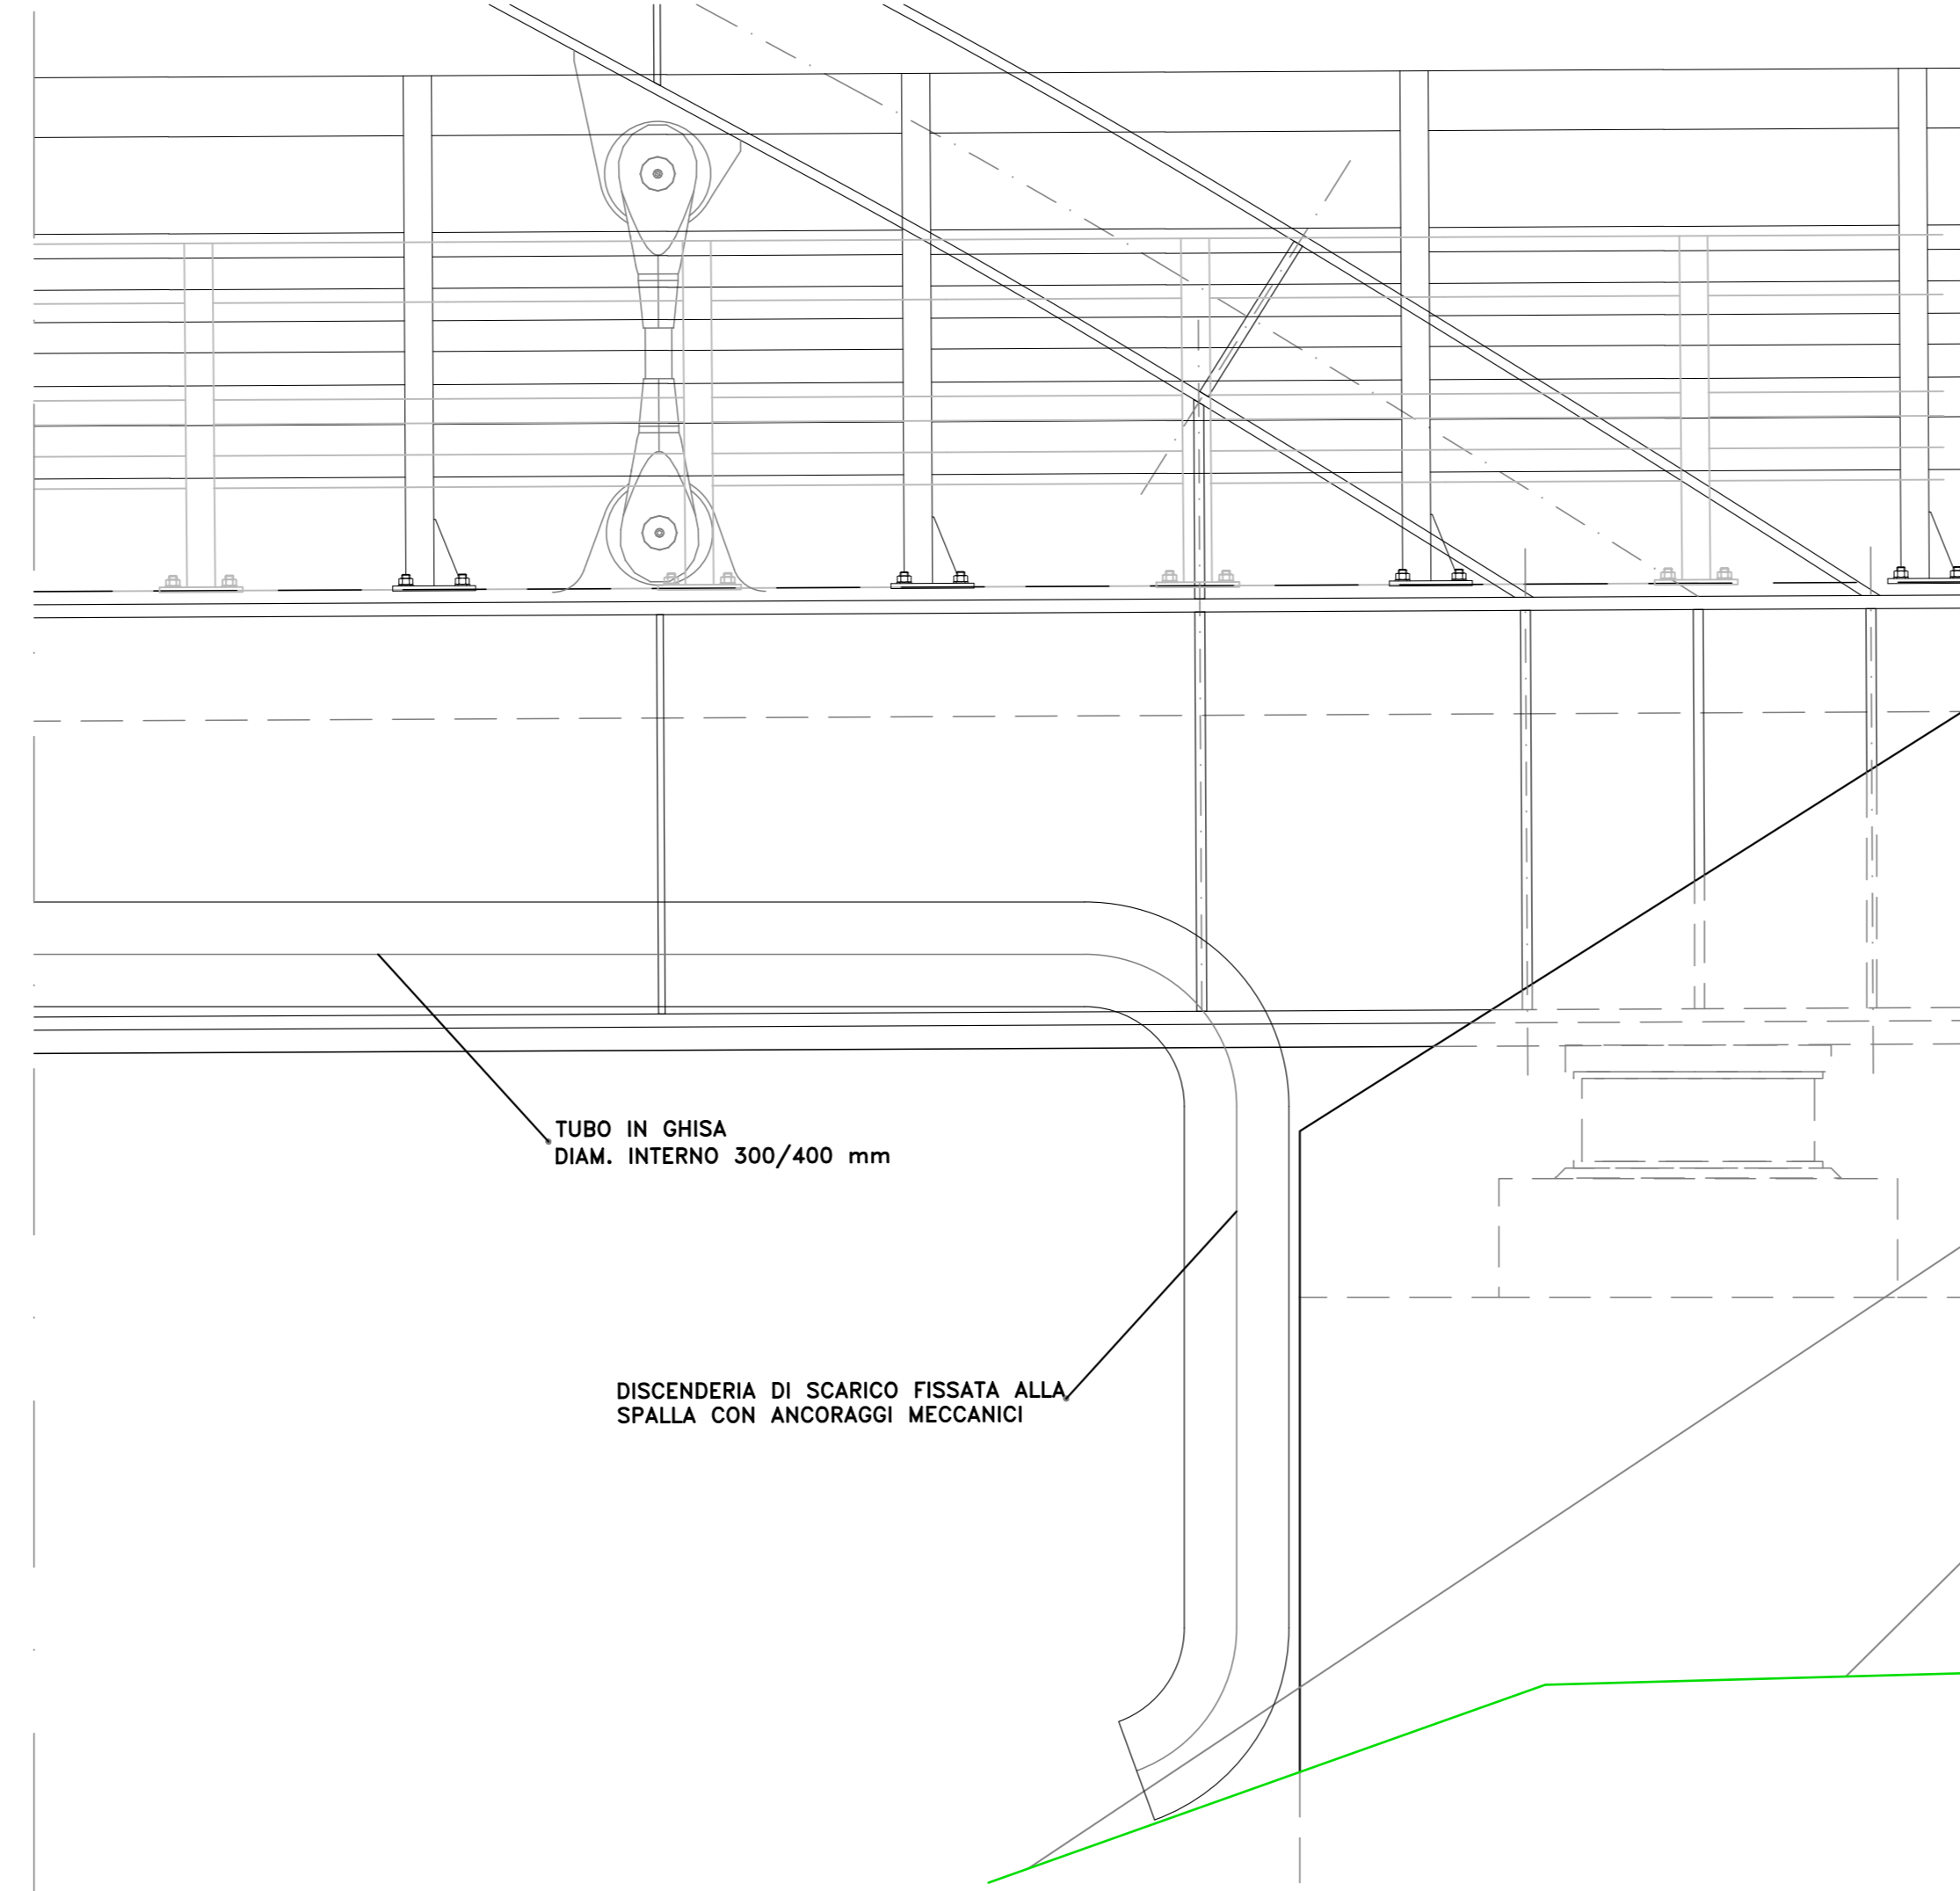 TUBO IN GHISA
DIAM. INTERNO 300/400 mm
DISCENDERIA DI SCARICO FISSATA ALLA
SPALLA CON ANCORAGGI MECCANICI